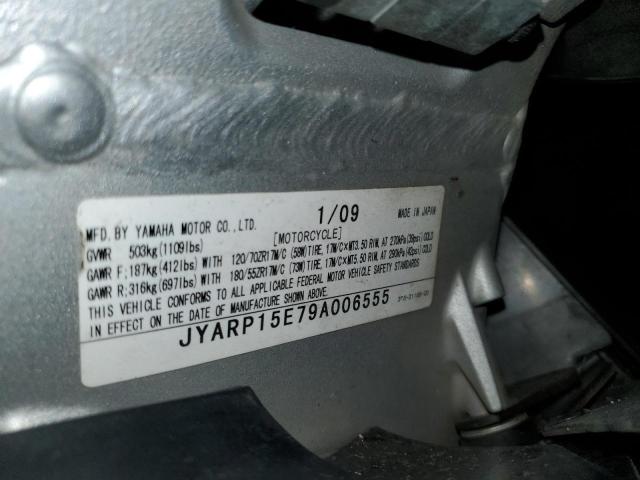 MFD. BY YAMAHA MOTOR CO., LTD. 1/09 MADE IN JAPAN
[MOTORCYCLE]
GVWR 503kg(1109lbs)
GAWR F;187kg(412lbs) WITH 120/70ZR17M/C (58W)TIRE, 17M/C×MT3.50 RIM, AT 270kPa(39psi) COLD
GAWR R;316kg(697lbs) WITH 180/55ZR17M/C (73W)TIRE, 17M/C×MT5.50 RIM, AT 290kPa(42psi) COLD
THIS VEHICLE CONFORMS TO ALL APPLICABLE FEDERAL MOTOR VEHICLE SAFETY STANDARDS
IN EFFECT ON THE DATE OF MANUFACTURE SHOWN ABOVE.
JYARP15E79A006555